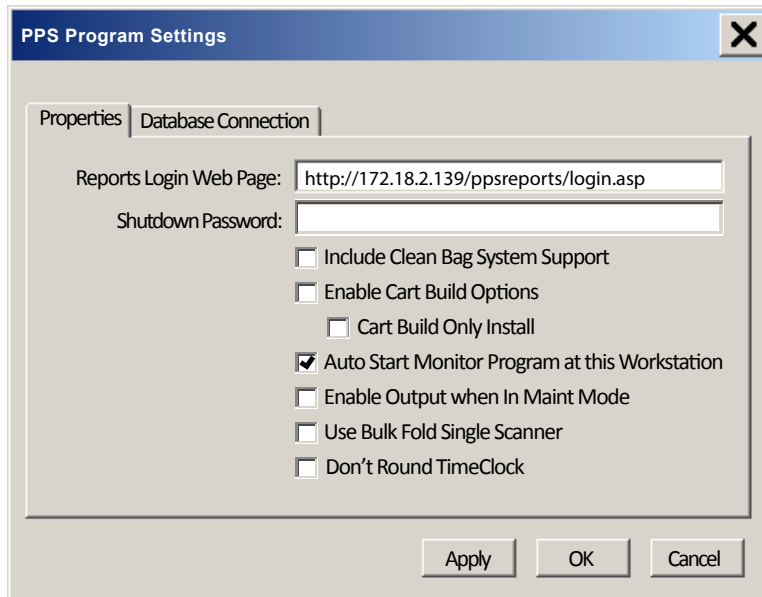 PPS Program Settings
Properties
Database Connection
Reports Login Web Page: http://172.18.2.139/ppsreports/login.asp
Shutdown Password:
Include Clean Bag System Support
Enable Cart Build Options
Cart Build Only Install
Auto Start Monitor Program at this Workstation
Enable Output when In Maint Mode
Use Bulk Fold Single Scanner
Don’t Round TimeClock
Apply
OK
Cancel